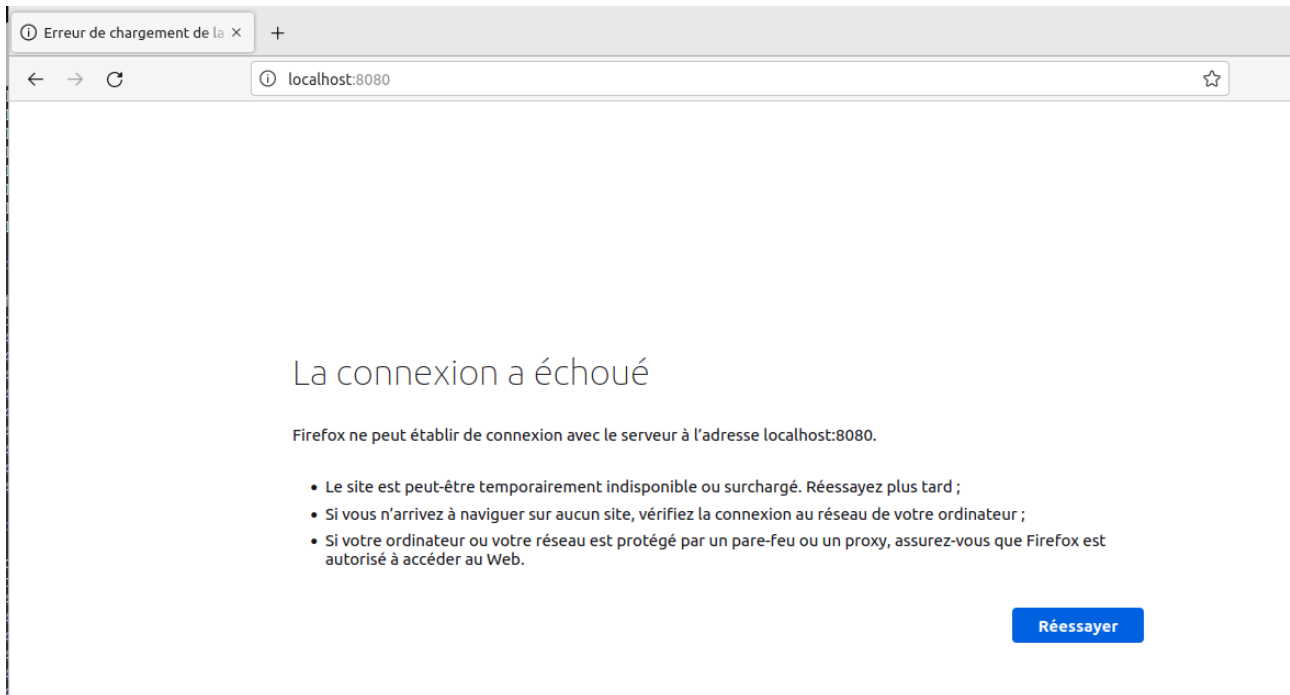 Erreur de chargement de la
localhost:8080
La connexion a échoué
Firefox ne peut établir de connexion avec le serveur à l’adresse localhost:8080.
• Le site est peut-être temporairement indisponible ou surchargé. Réessayez plus tard ;
• Si vous n’arrivez à naviguer sur aucun site, vérifiez la connexion au réseau de votre ordinateur ;
• Si votre ordinateur ou votre réseau est protégé par un pare-feu ou un proxy, assurez-vous que Firefox est
autorisé à accéder au Web.
Réessayer